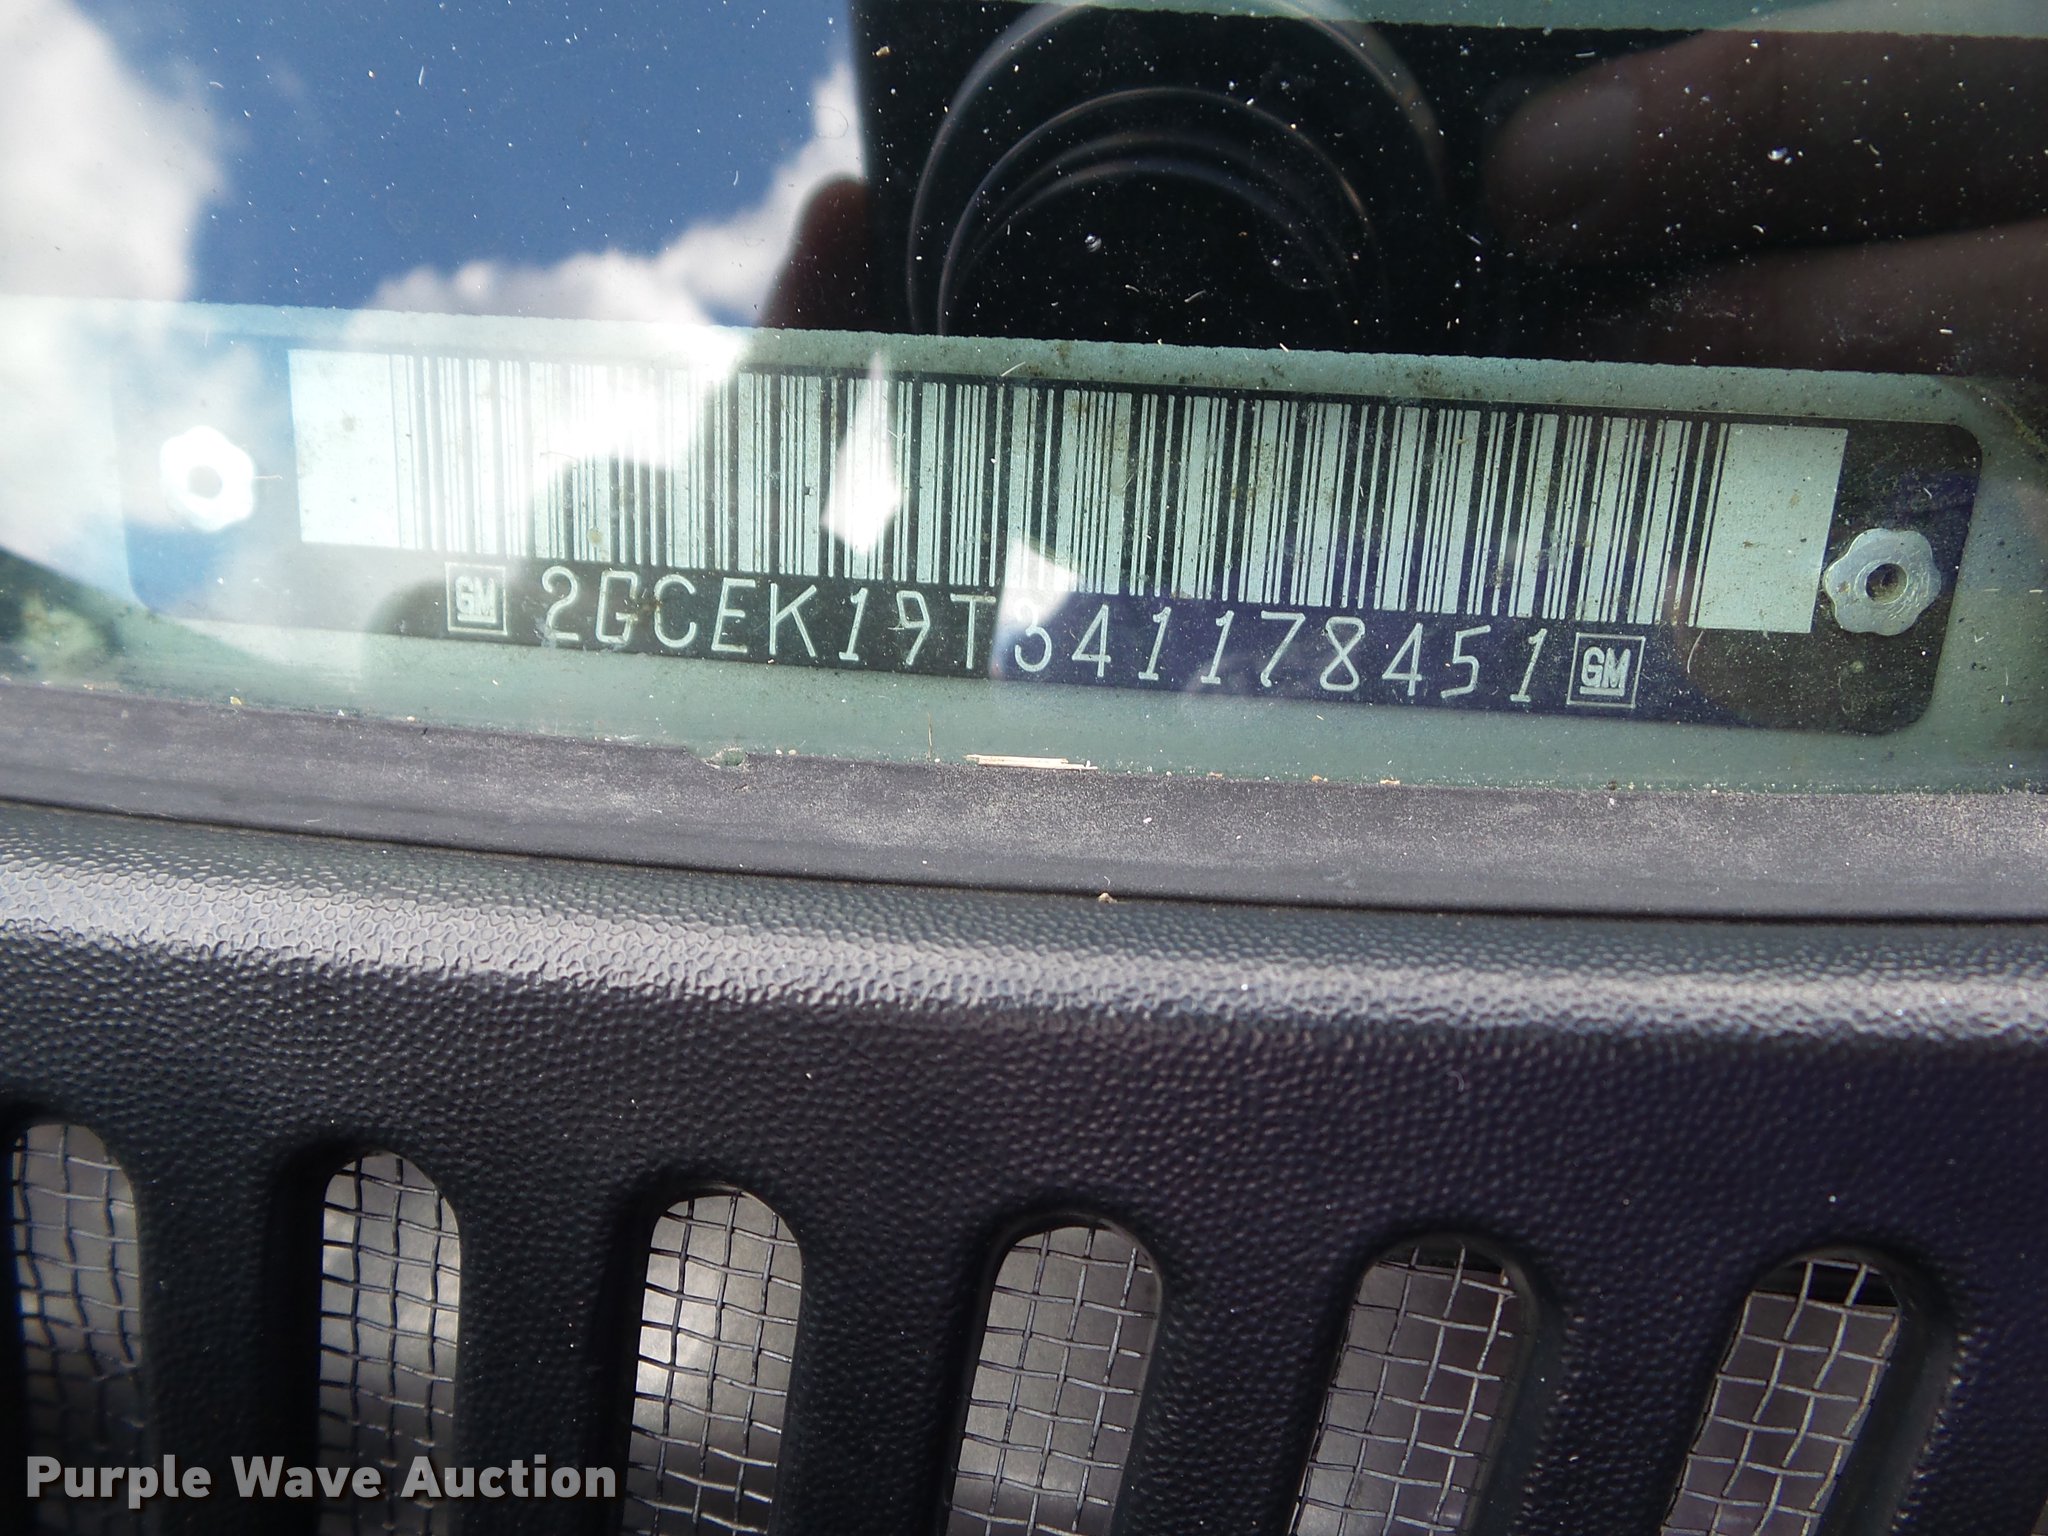 GM 2GCEK19T341178451 GM
Purple Wave Auction